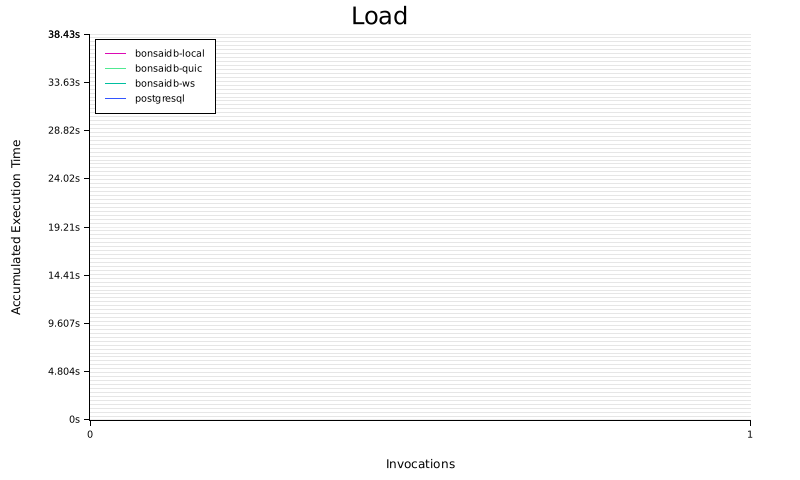 Load
38.43s
bonsaidb-local
bonsaidb-quic
bonsaidb-ws
postgresql
33.63s
28.82s
24.02s
19.21s
14.41s
9.607s
4.804s
0s
Accumulated Execution Time
0
1
Invocations